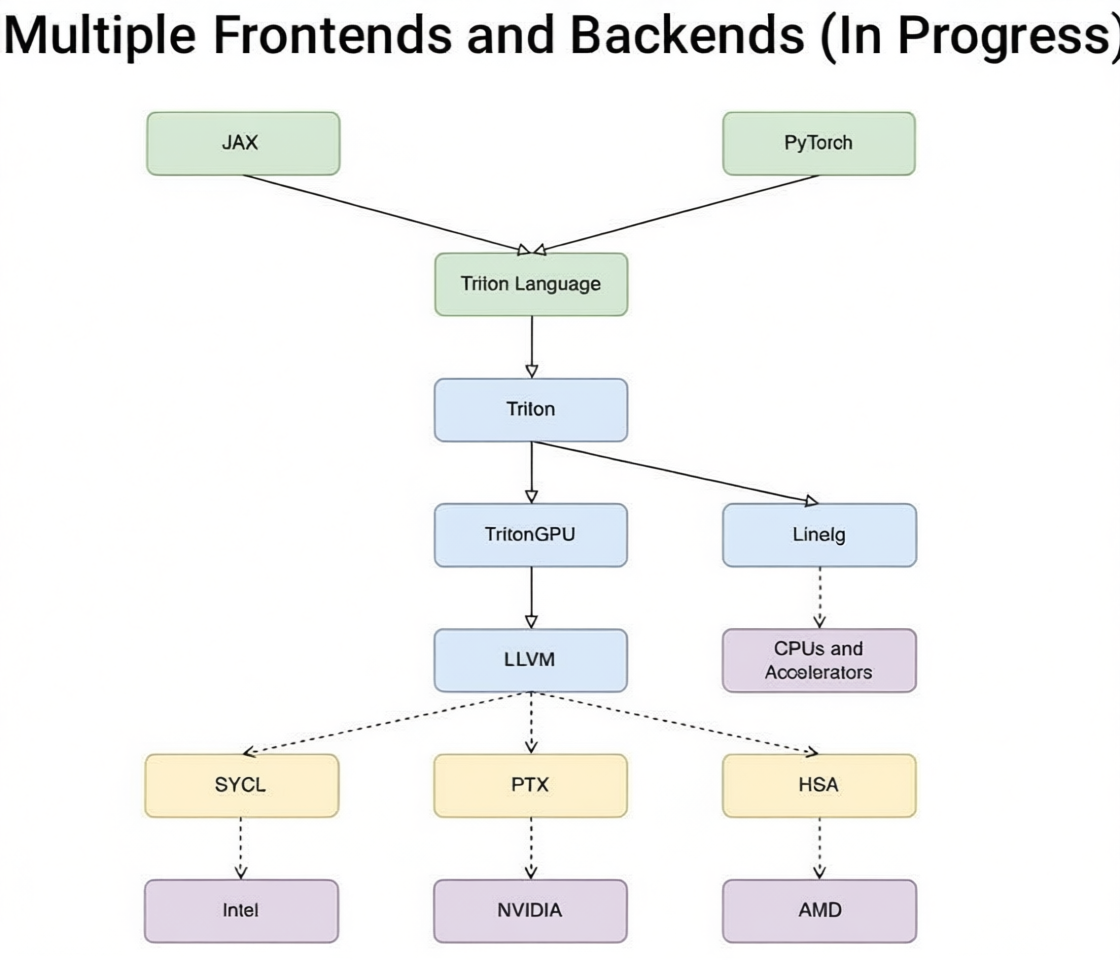 Multiple Frontends and Backends (In Progress)
JAX
PyTorch
Triton Language
Triton
TritonGPU
Linelg
LLVM
CPUs and
Accelerators
SYCL
PTX
HSA
Intel
NVIDIA
AMD